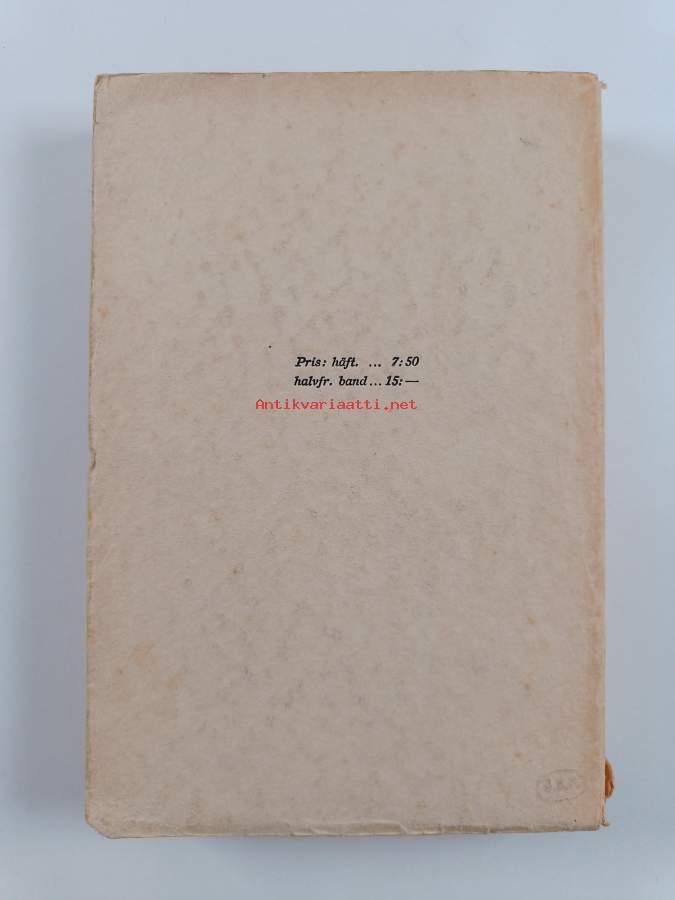 Pris: häft. ... 7:50
halvfr. band ... 15:—
Antikvariaatti.net